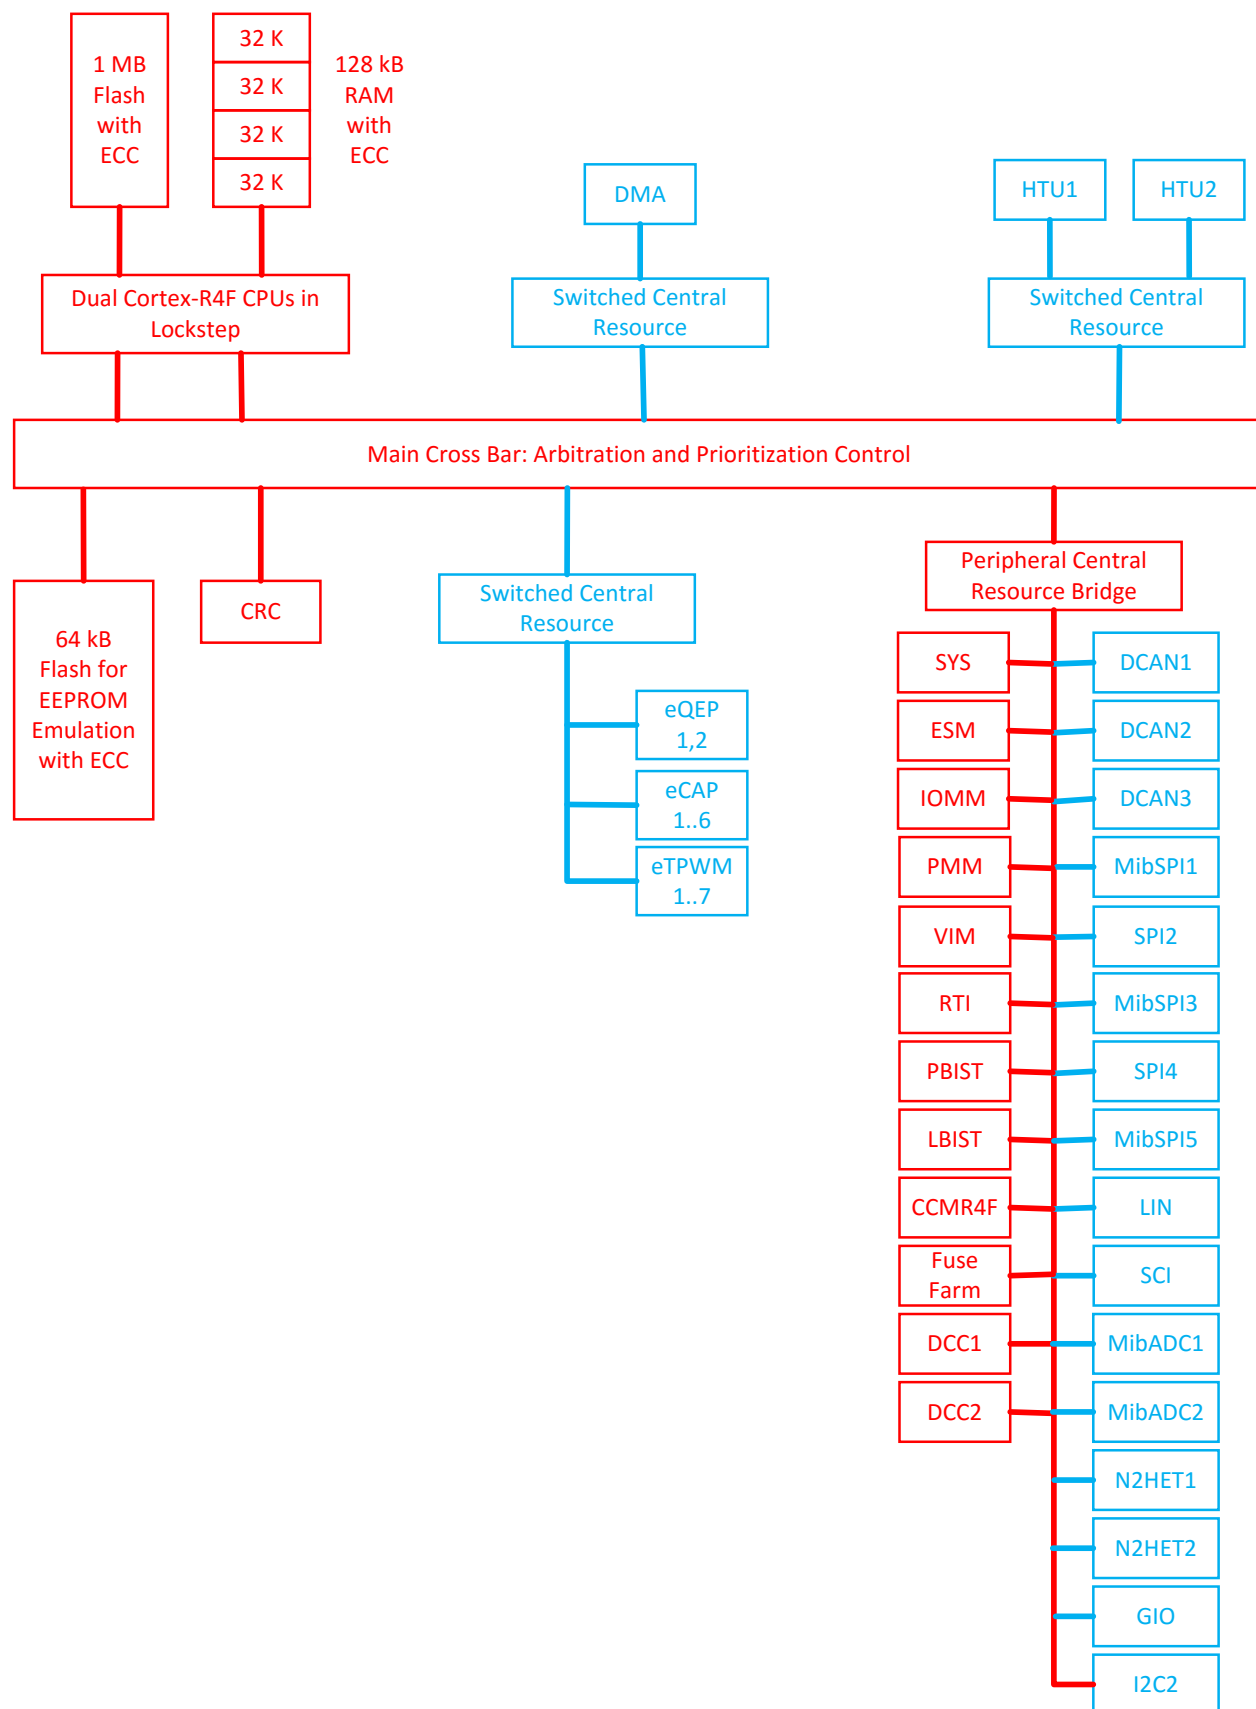 1 MB
Flash
with
ECC
32 K
32 K
32 K
32 K
128 kB
RAM
with
ECC
DMA
HTU1
HTU2
Dual Cortex-R4F CPUs in
Lockstep
Switched Central
Resource
Switched Central
Resource
Main Cross Bar: Arbitration and Prioritization Control
64 kB
Flash for
EEPROM
Emulation
with ECC
CRC
Switched Central
Resource
eQEP
1,2
eCAP
1..6
eTPWM
1..7
Peripheral Central
Resource Bridge
SYS
ESM
IOMM
PMM
VIM
RTI
PBIST
LBIST
CCMR4F
Fuse
Farm
DCC1
DCC2
DCAN1
DCAN2
DCAN3
MibSPI1
SPI2
MibSPI3
SPI4
MibSPI5
LIN
SCI
MibADC1
MibADC2
N2HET1
N2HET2
GIO
I2C2